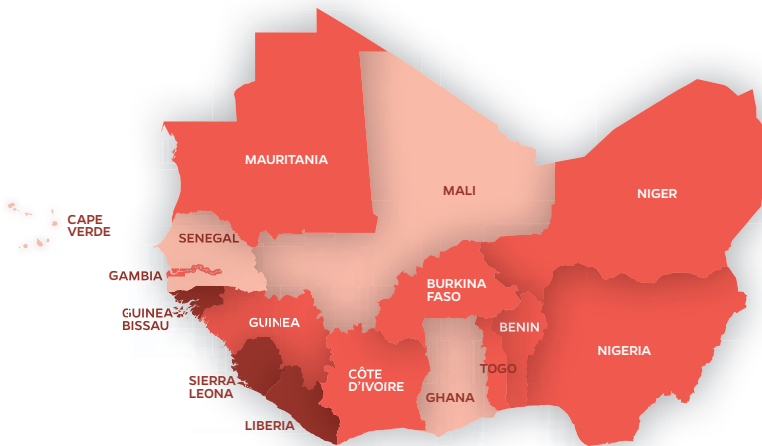 MAURITANIA
MALI
NIGER
CAPE
VERDE
SENEGAL
GAMBIA
BURKINA
FASO
GUINEA
BISSAU
GUINEA
BENIN
NIGERIA
CÔTE
D'IVOIRE
TOGO
SIERRA
LEONA
GHANA
LIBERIA